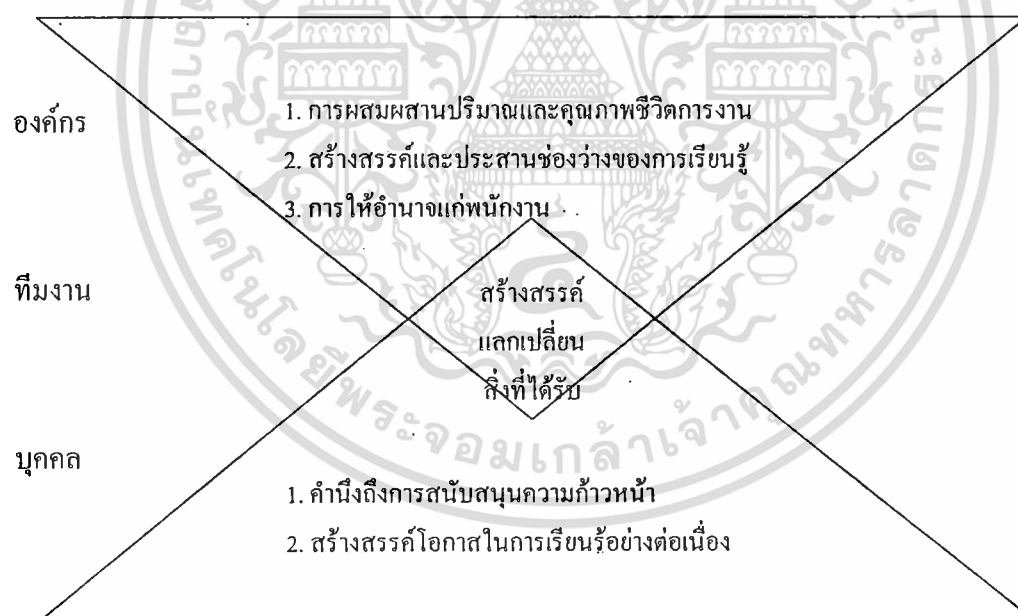 องค์กร
1. การผสมผสานปริมาณและคุณภาพชีวิตการงาน
2. สร้างสรรค์และประสานช่องว่างของการเรียนรู้
3. การให้อำนาจแก่พนักงาน
ทีมงาน
สร้างสรรค์
แลกเปลี่ยน
สิ่งที่ได้รับ
บุคคล
1. คำนึงถึงการสนับสนุนความก้าวหน้า
2. สร้างสรรค์โอกาสในการเรียนรู้อย่างต่อเนื่อง